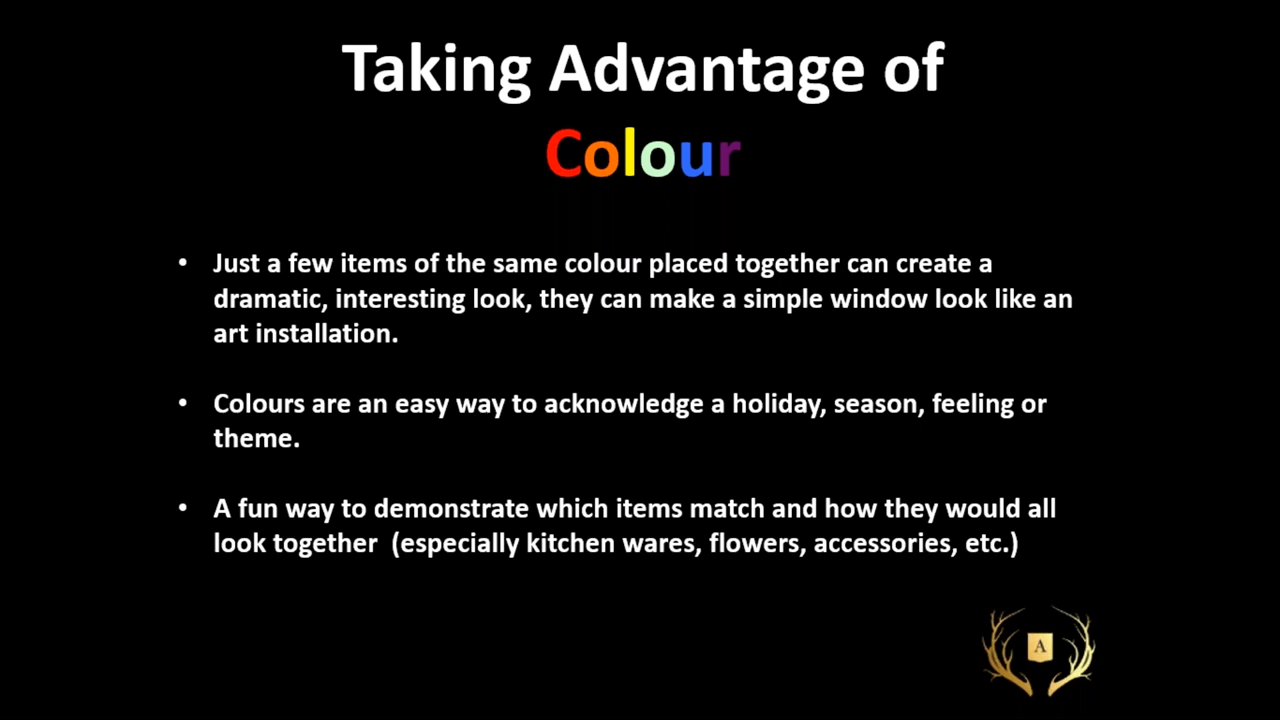 Taking Advantage of
Colour
• Just a few items of the same colour placed together can create a
dramatic, interesting look, they can make a simple window look like an
art installation.
• Colours are an easy way to acknowledge a holiday, season, feeling or
theme.
• A fun way to demonstrate which items match and how they would all
look together  (especially kitchen wares, flowers, accessories, etc.)
A